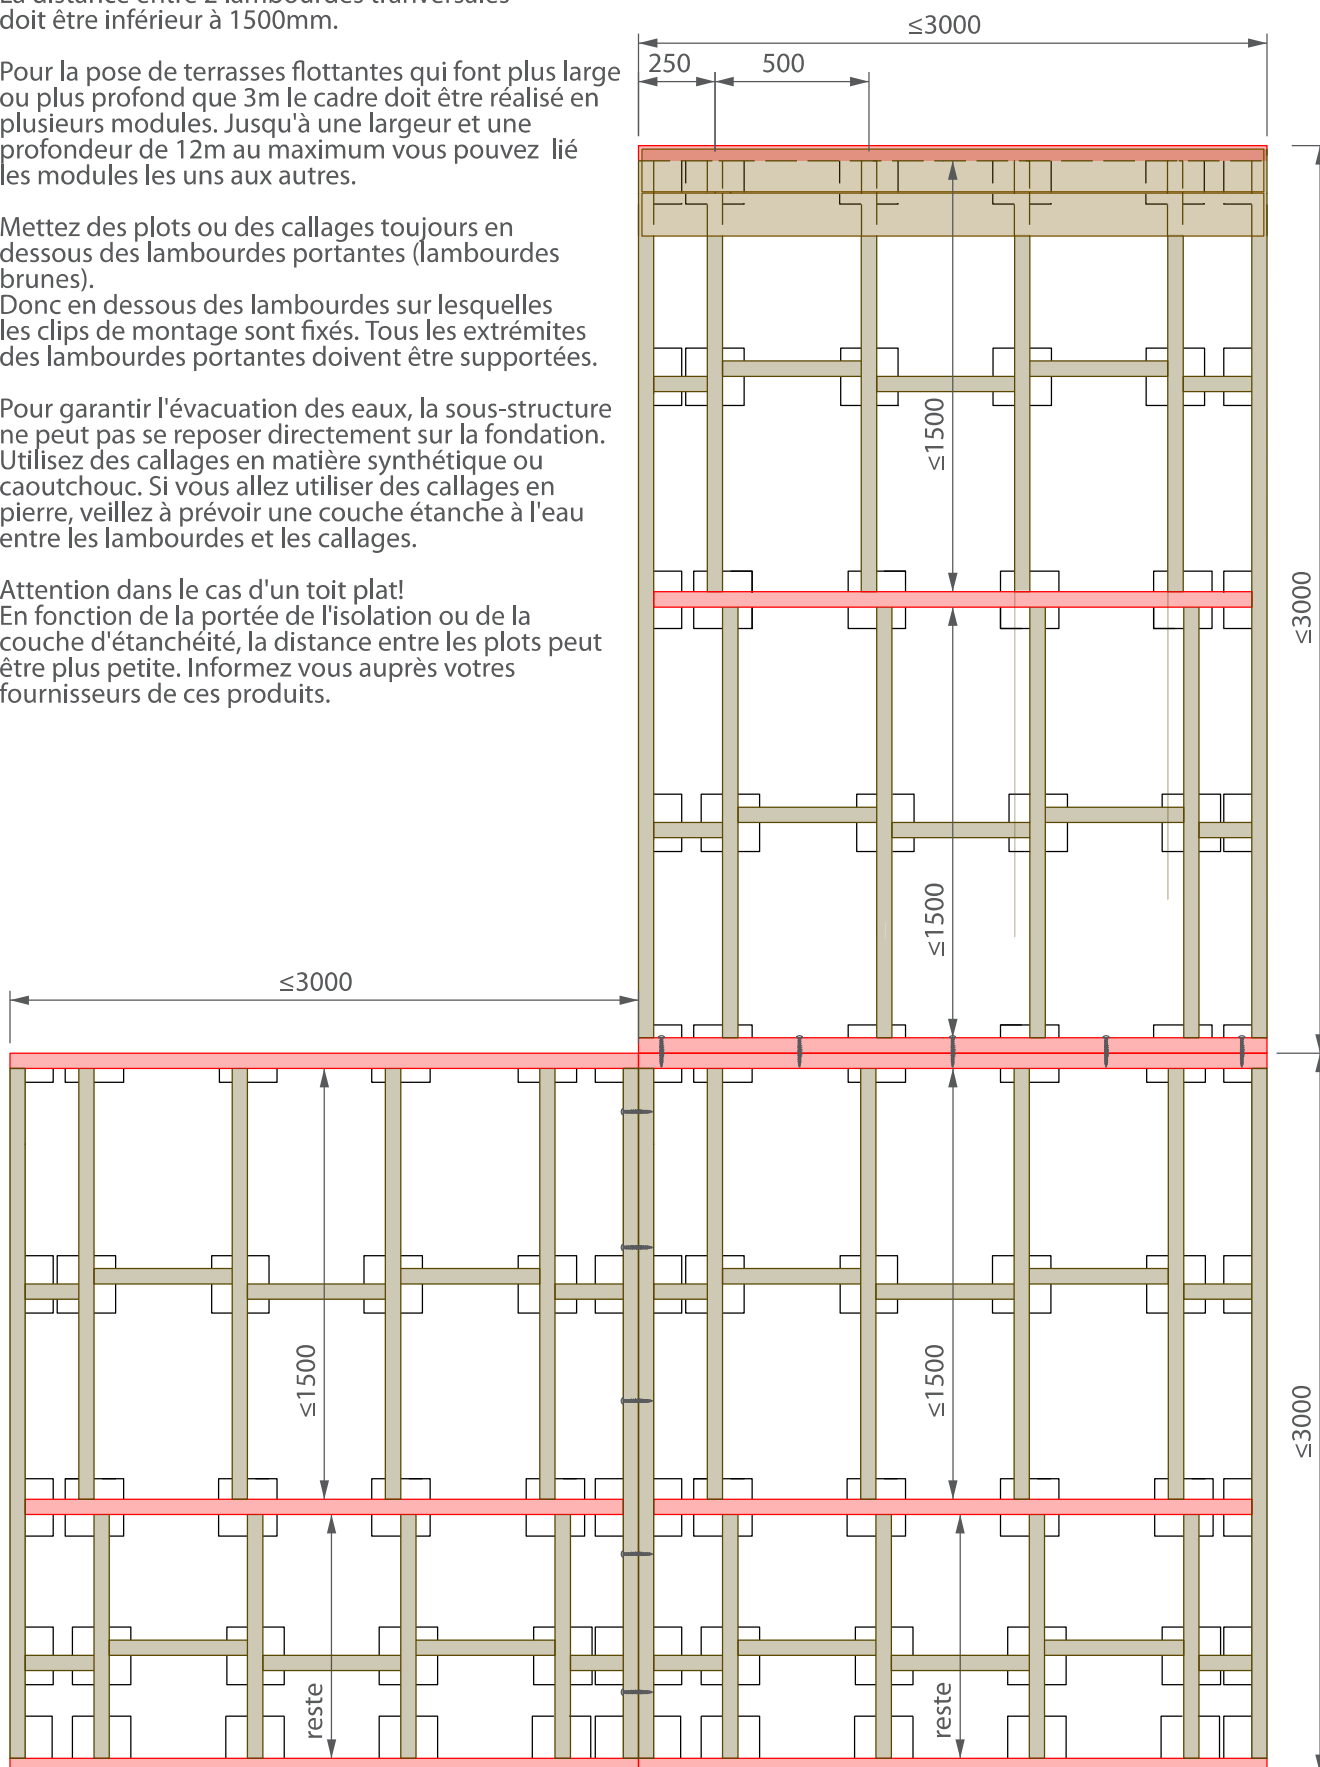 La distance entre 2 lambourdes tranversales
doit être inférieur à 1500mm.
Pour la pose de terrasses flottantes qui font plus large
ou plus profond que 3m le cadre doit être réalisé en
plusieurs modules. Jusqu'à une largeur et une
profondeur de 12m au maximum vous pouvez lié
les modules les uns aux autres.
Mettez des plots ou des callages toujours en
dessous des lambourdes portantes (lambourdes
brunes).
Donc en dessous des lambourdes sur lesquelles
les clips de montage sont fixés. Tous les extrémites
des lambourdes portantes doivent être supportées.
Pour garantir l'évacuation des eaux, la sous-structure
ne peut pas se reposer directement sur la fondation.
Utilisez des callages en matière synthétique ou
caoutchouc. Si vous allez utiliser des callages en
pierre, veillez à prévoir une couche étanche à l'eau
entre les lambourdes et les callages.
Attention dans le cas d'un toit plat!
En fonction de la portée de l'isolation ou de la
couche d'étanchéité, la distance entre les plots peut
être plus petite. Informez vous auprès votres
fournisseurs de ces produits.
≤3000
250
500
≤1500
≤3000
≤1500
≤3000
≤1500
≤1500
≤3000
reste
reste